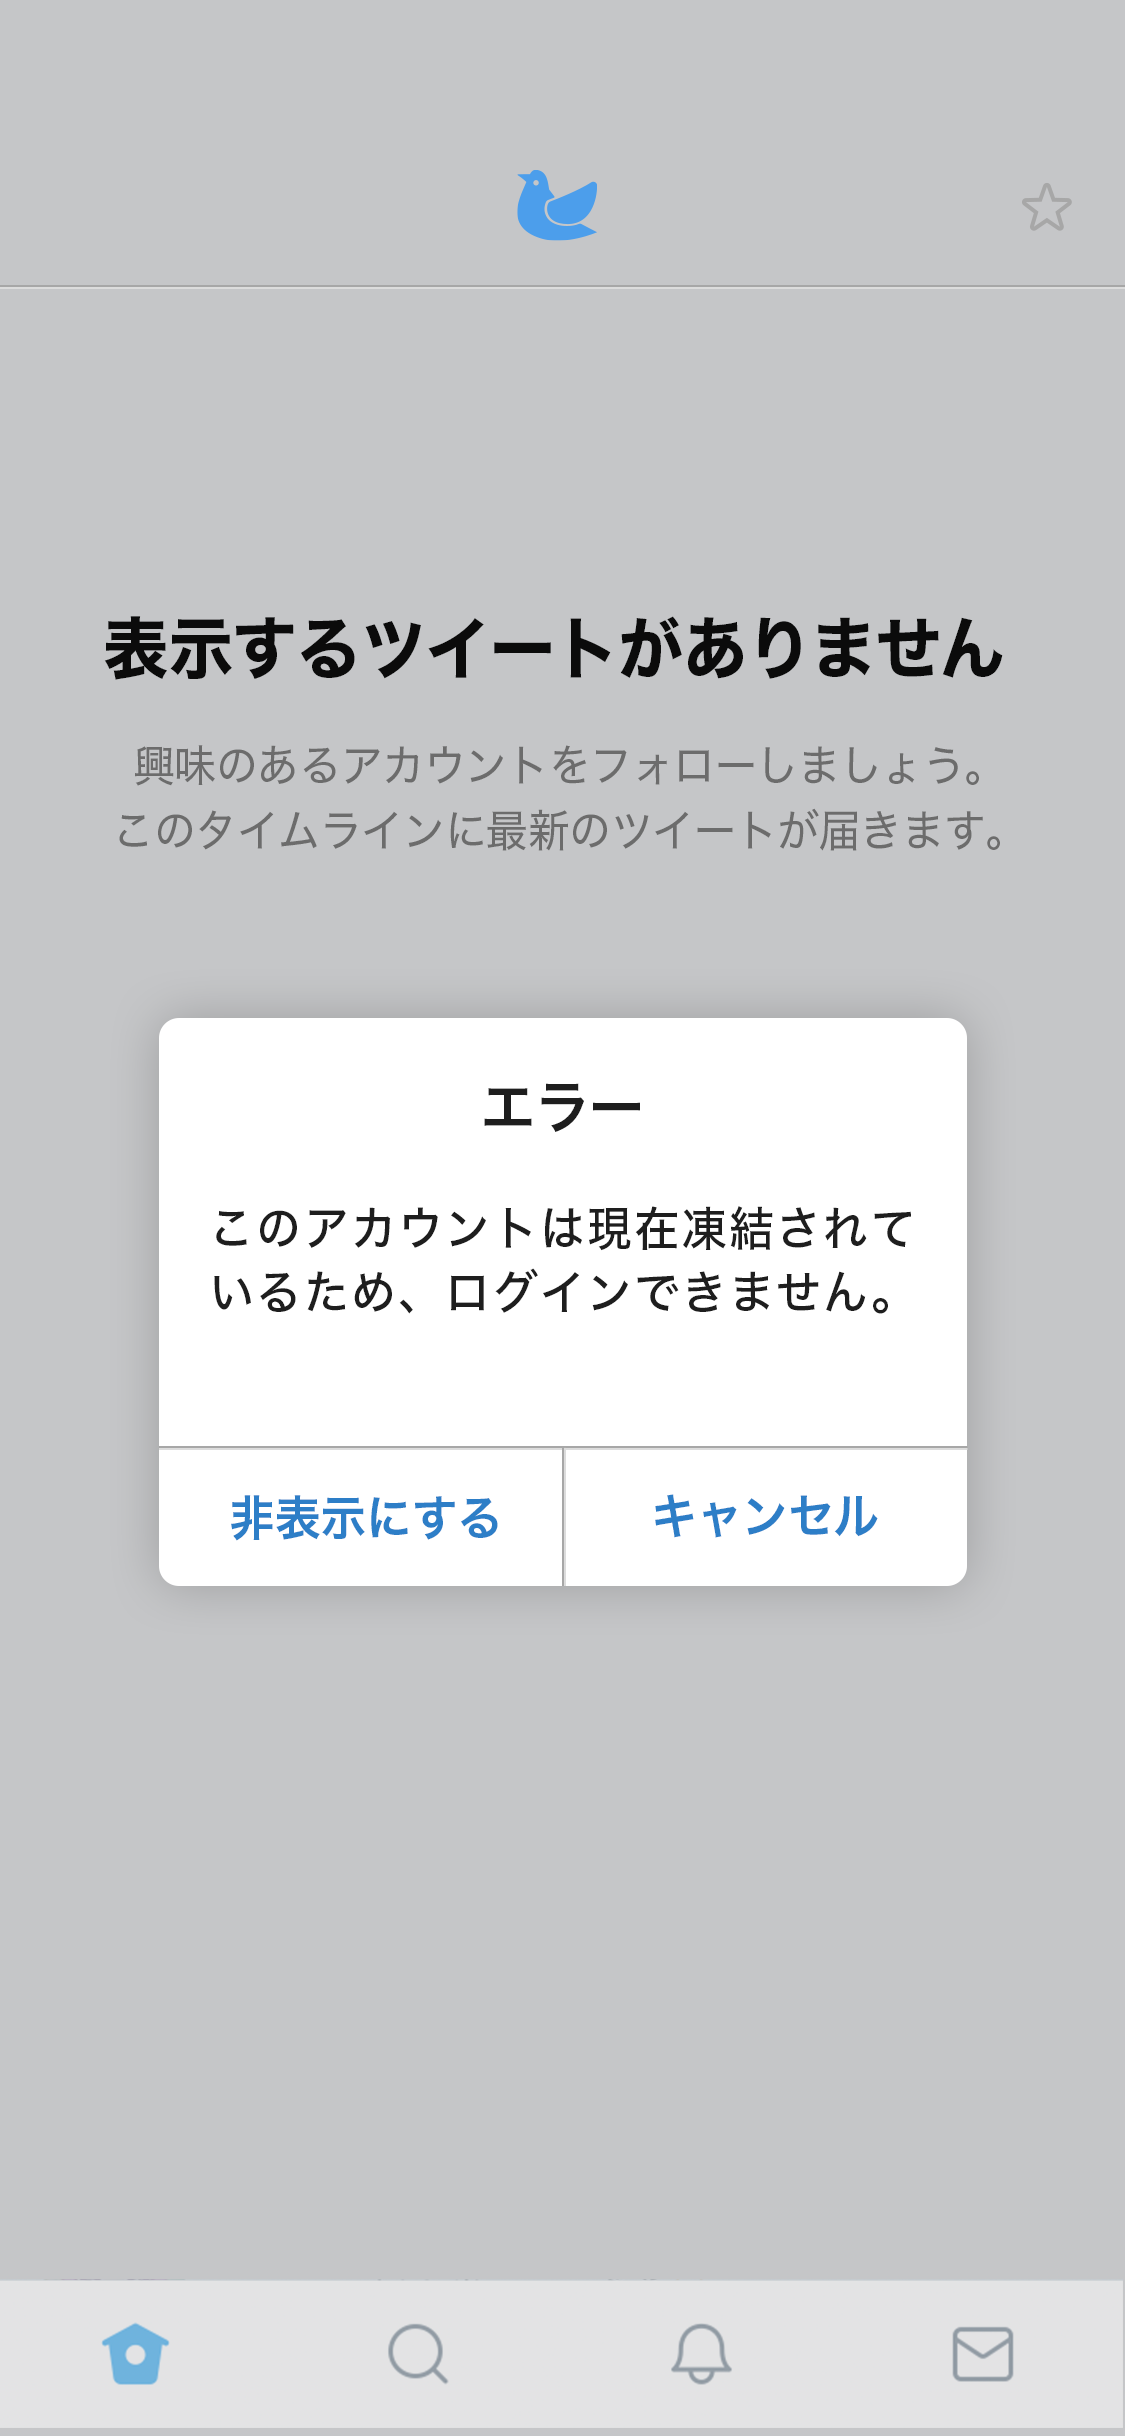 表示するツイートがありません
興味のあるアカウントをフォローしましょう。
このタイムラインに最新のツイートが届きます。
エラー
このアカウントは現在凍結されて
いるため、ログインできません。
非表示にする
キャンセル